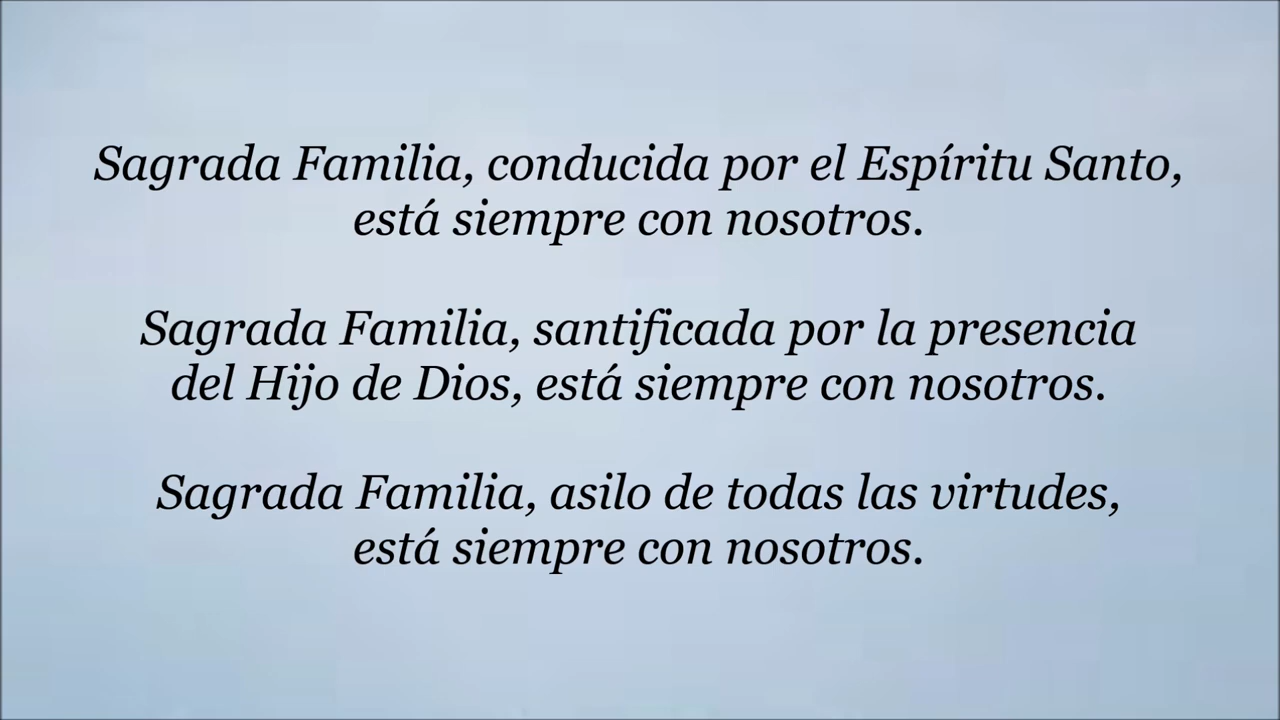 Sagrada Familia, conducida por el Espíritu Santo,
está siempre con nosotros.
Sagrada Familia, santificada por la presencia
del Hijo de Dios, está siempre con nosotros.
Sagrada Familia, asilo de todas las virtudes,
está siempre con nosotros.